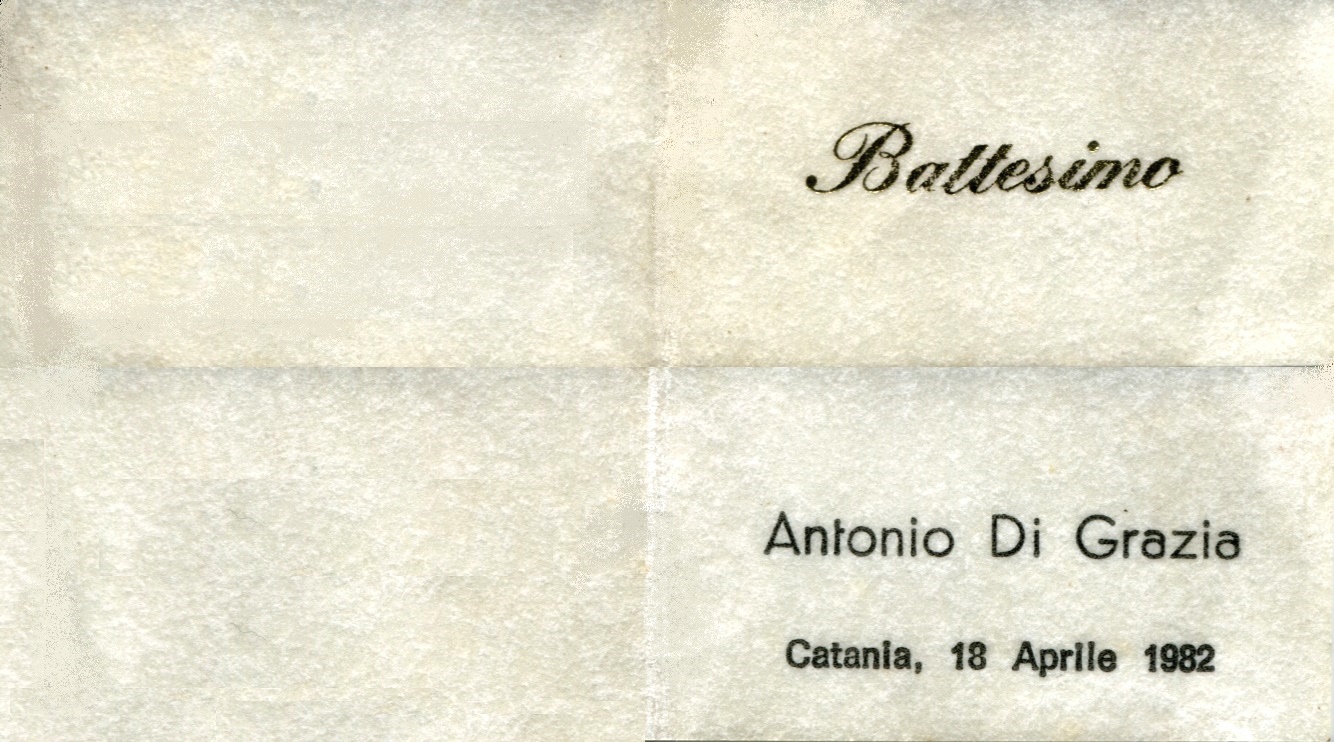 Battesimo
Antonio Di Grazia
Catania, 18 Aprile 1982